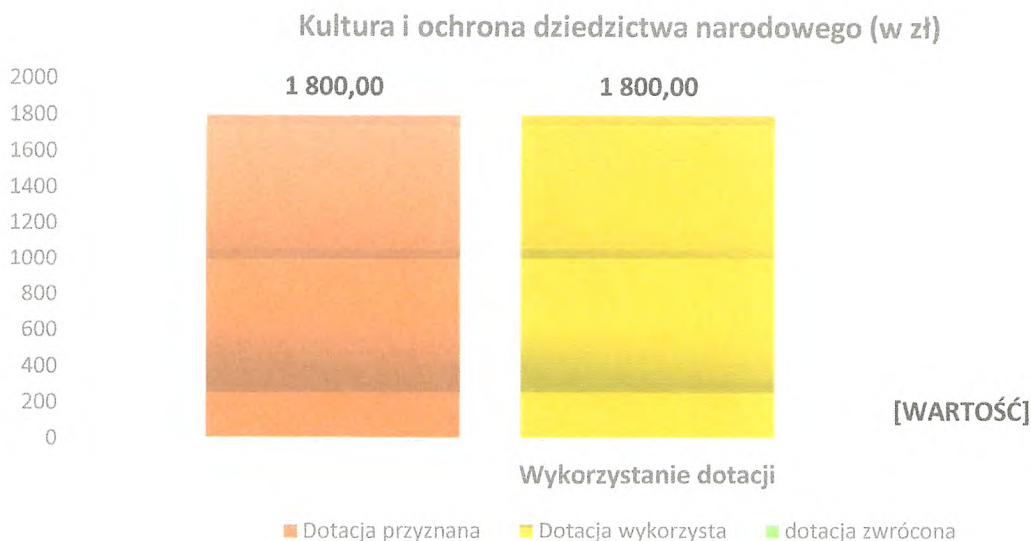 Kultura i ochrona dziedzictwa narodowego (w zł)
2000
1800
1600
1400
1200
1000
800
600
400
200
0
1 800,00
1 800,00
[WARTOŚĆ]
Wykorzystanie dotacji
Dotacja przyznana
Dotacja wykorzysta
dotacja zwrócona